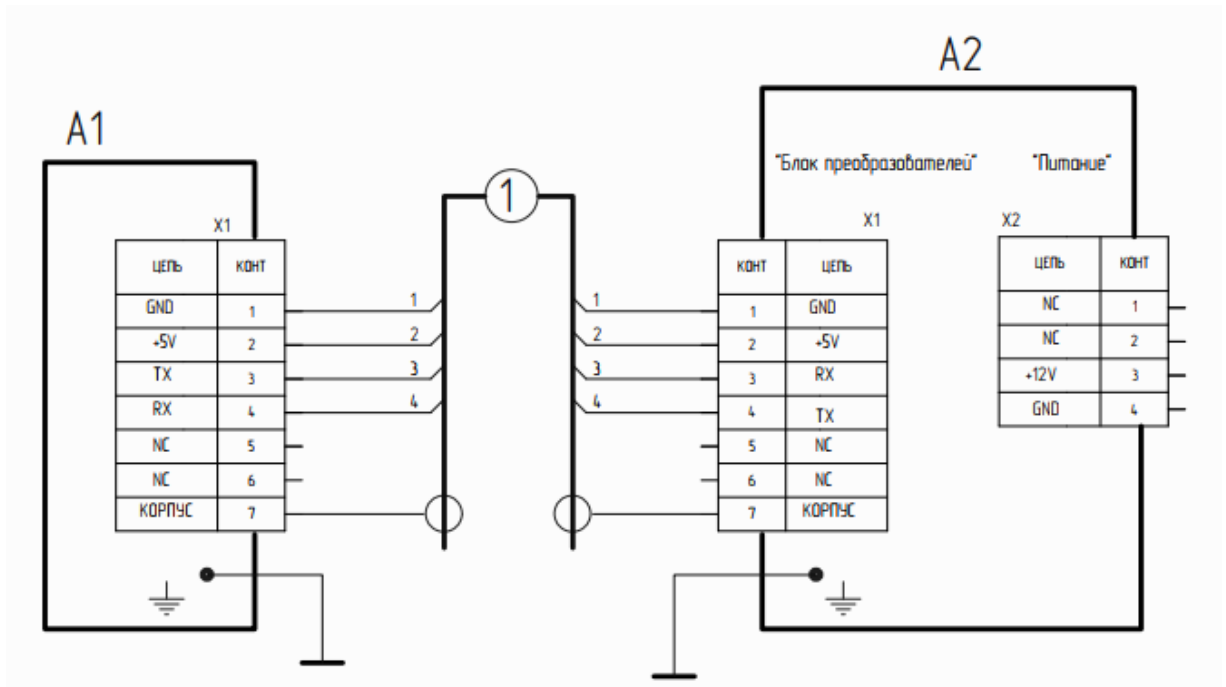 A2
A1
"Блок преобразователей" "Питание"
1
X1 X1 X2
ЦЕПЬ КОНТ КОНТ ЦЕПЬ ЦЕПЬ КОНТ
GND 1 1 1 1 GND NC 1
+5V 2 2 2 2 +5V NC 2
TX 3 3 3 3 RX +12V 3
RX 4 4 4 4 TX GND 4
NC 5 5 NC
NC 6 6 NC
КОРПУС 7 7 КОРПУС